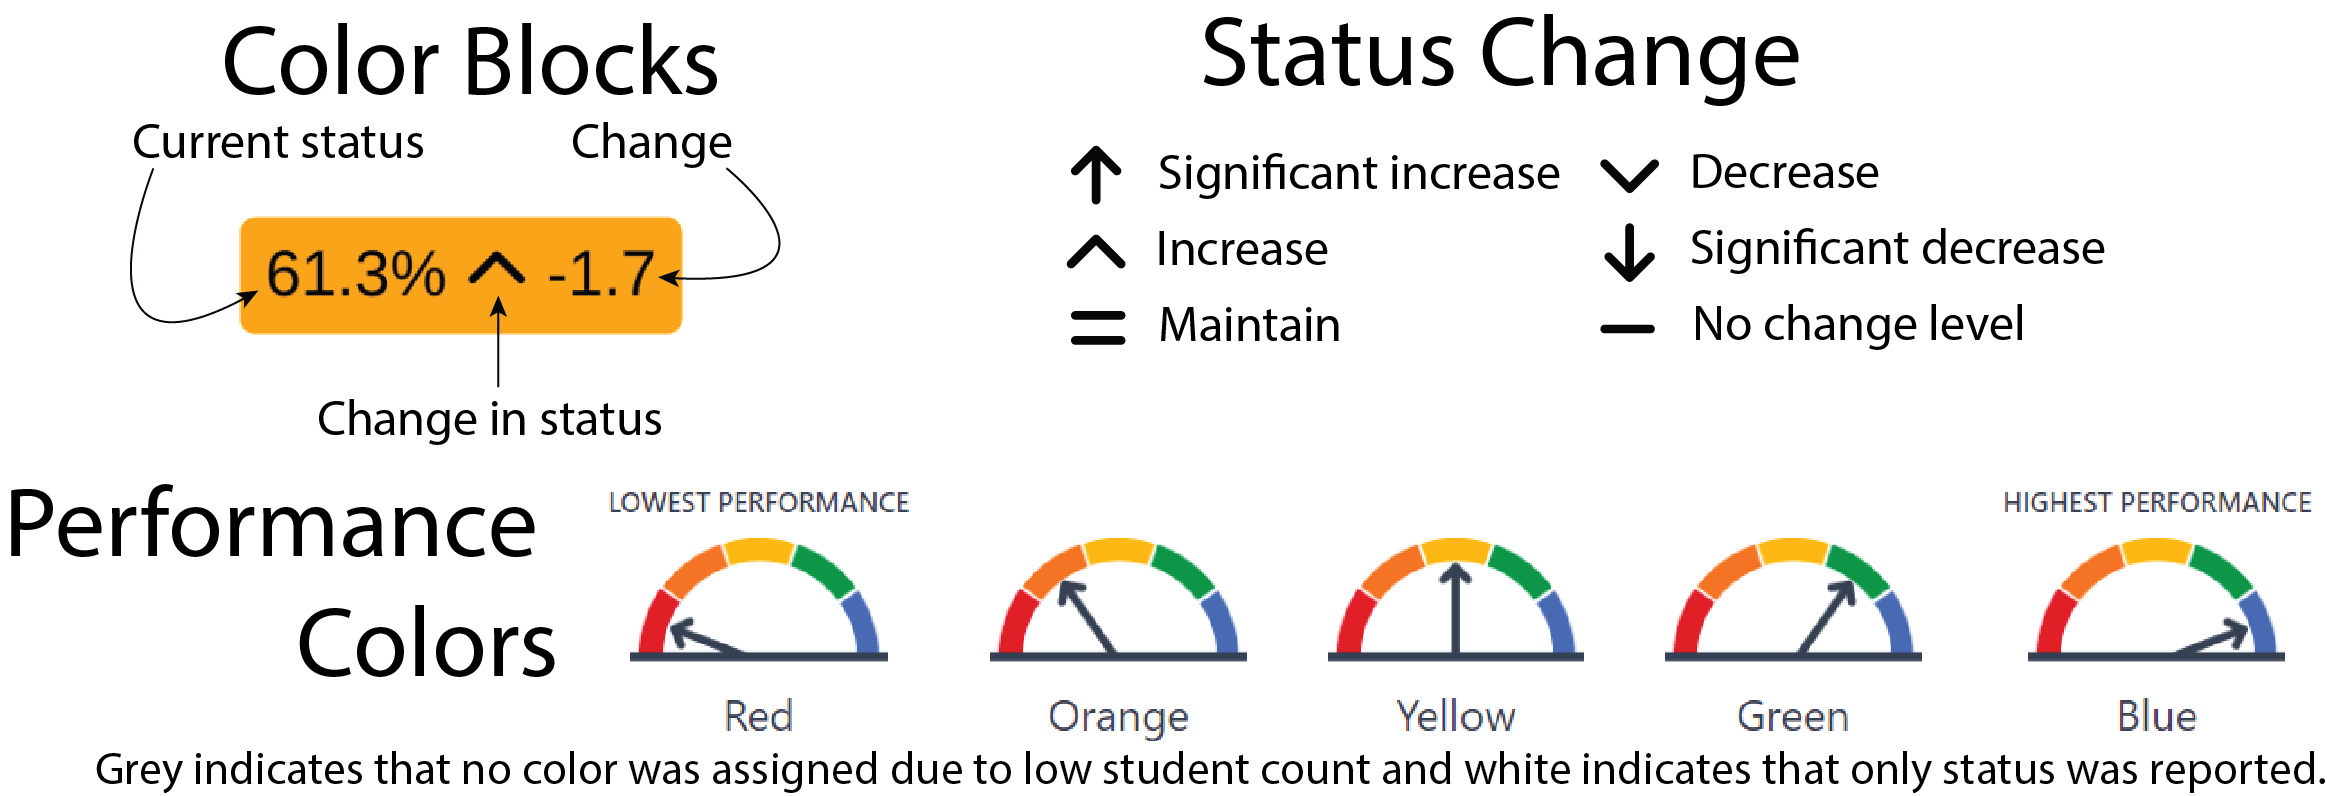 Color Blocks
Current status
Change
61.3% ^ -1.7
Change in status
Status Change
↑ Significant increase
^ Increase
= Maintain
∨ Decrease
↓ Significant decrease
— No change level
Performance
Colors
LOWEST PERFORMANCE
HIGHEST PERFORMANCE
Red
Orange
Yellow
Green
Blue
Grey indicates that no color was assigned due to low student count and white indicates that only status was reported.